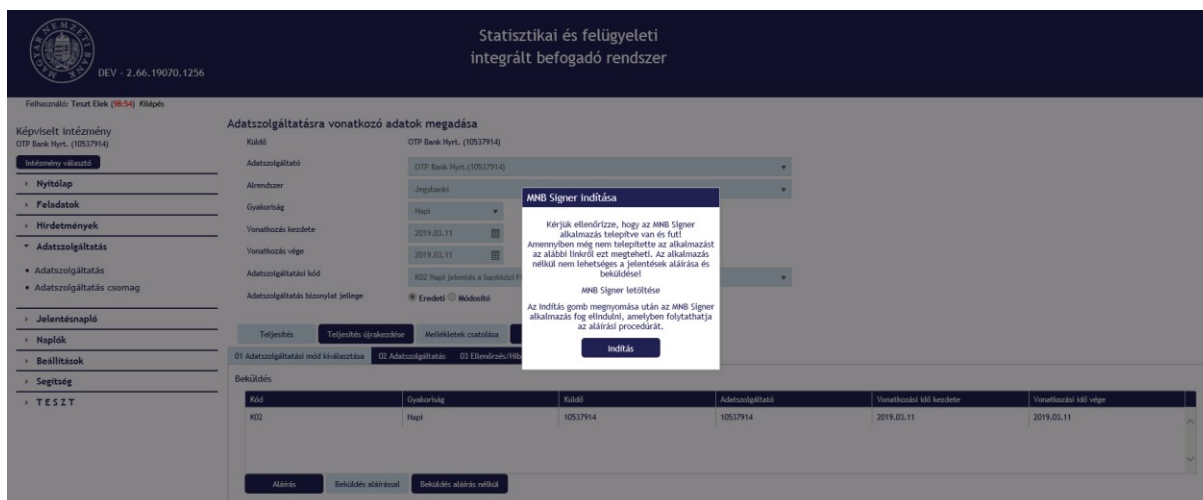 MAGYAR NEMZETI BANK
DEV - 2.66.19070.1256
Statisztikai és felügyeleti
integrált befogadó rendszer
Felhasználó: Teszt Elek (98:54) Kilépés
Képviselt intézmény
OTP Bank Nyrt. (10537914)
Intézmény választó
Nyitólap
Feladatok
Hirdetmények
Adatszolgáltatás
• Adatszolgáltatás
• Adatszolgáltatás csomag
Jelentésnapló
Naplók
Beállítások
Segítség
TESZT
Adatszolgáltatásra vonatkozó adatok megadása
Küldő OTP Bank Nyrt. (10537914)
Adatszolgáltató OTP Bank Nyrt.(10537914)
Alrendszer Jegybanki
Gyakoriság Napi
Vonatkozás kezdete 2019.03.11
Vonatkozás vége 2019.03.11
Adatszolgáltatási kód K02 Napi jelentés a bankközi
Adatszolgáltatás bizonylat jellege Eredeti Módosító
Teljesítés Teljesítés újrakezdése Mellékletek csatolása
01 Adatszolgáltatási mód kiválasztása 02 Adatszolgáltatás 03 Ellenőrzés/Hib
MNB Signer indítása
Kérjük ellenőrizze, hogy az MNB Signer
alkalmazás telepítve van és fut!
Amennyiben még nem telepítette az alkalmazást
az alábbi linkről ezt megteheti. Az alkalmazás
nélkül nem lehetséges a jelentések aláírása és
beküldése!
MNB Signer letöltése
Az Indítás gomb megnyomása után az MNB Signer
alkalmazás fog elindulni, amelyben folytathatja
az aláírási procedúrát.
Indítás
Beküldés
Kód Gyakoriság Küldő Adatszolgáltató Vonatkozási idő kezdete Vonatkozási idő vége
K02 Napi 10537914 10537914 2019.03.11 2019.03.11
Aláírás Beküldés aláírással Beküldés aláírás nélkül